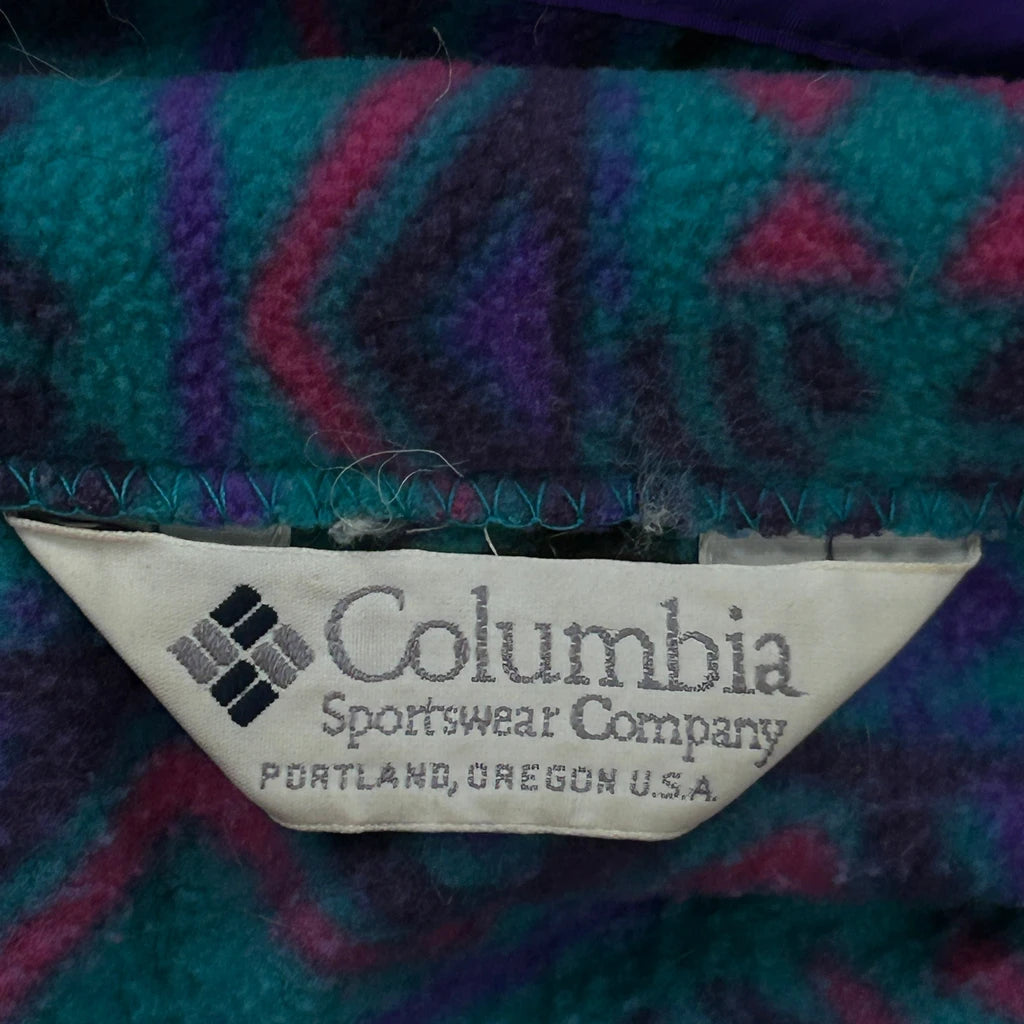 Columbia
Sportswear Company
PORTLAND, OREGON U.S.A.